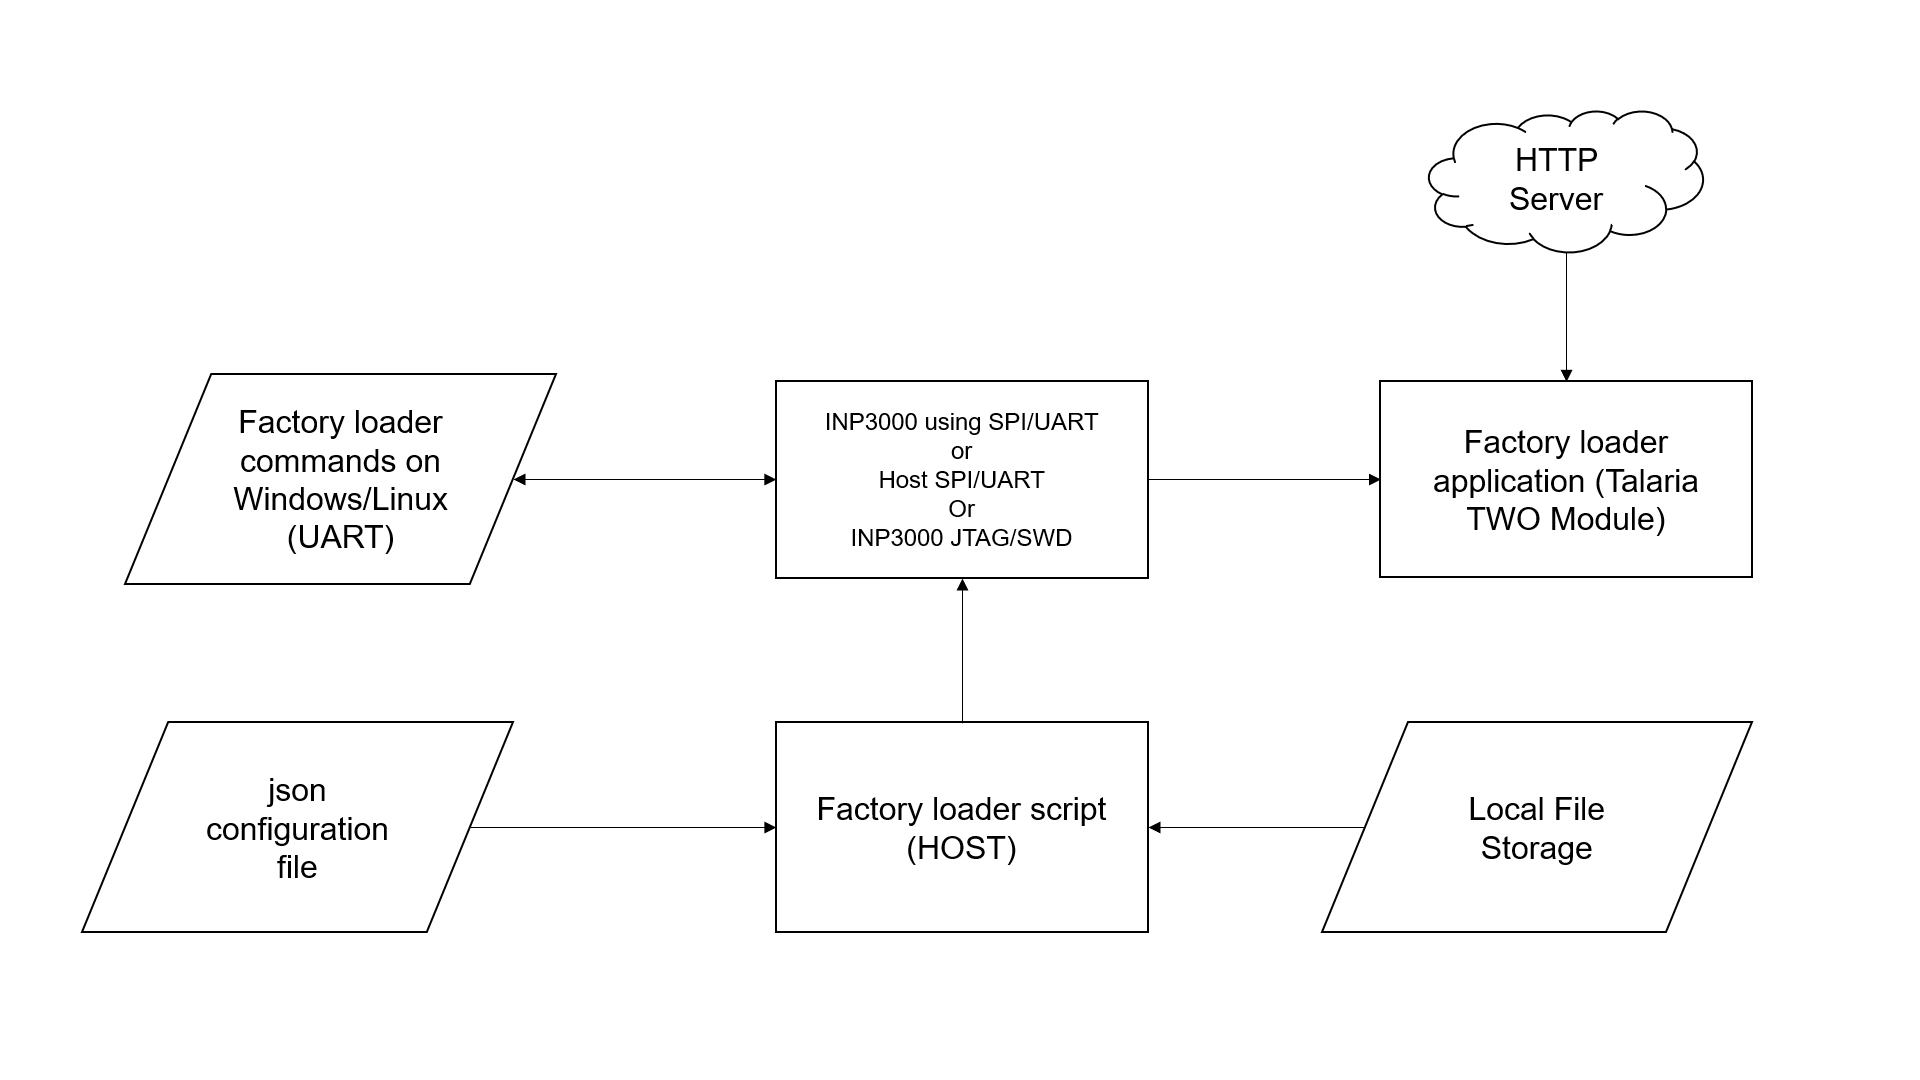 HTTP
Server
Factory loader
commands on
Windows/Linux
(UART)
INP3000 using SPI/UART
or
Host SPI/UART
Or
INP3000 JTAG/SWD
Factory loader
application (Talaria
TWO Module)
json
configuration
file
Factory loader script
(HOST)
Local File
Storage